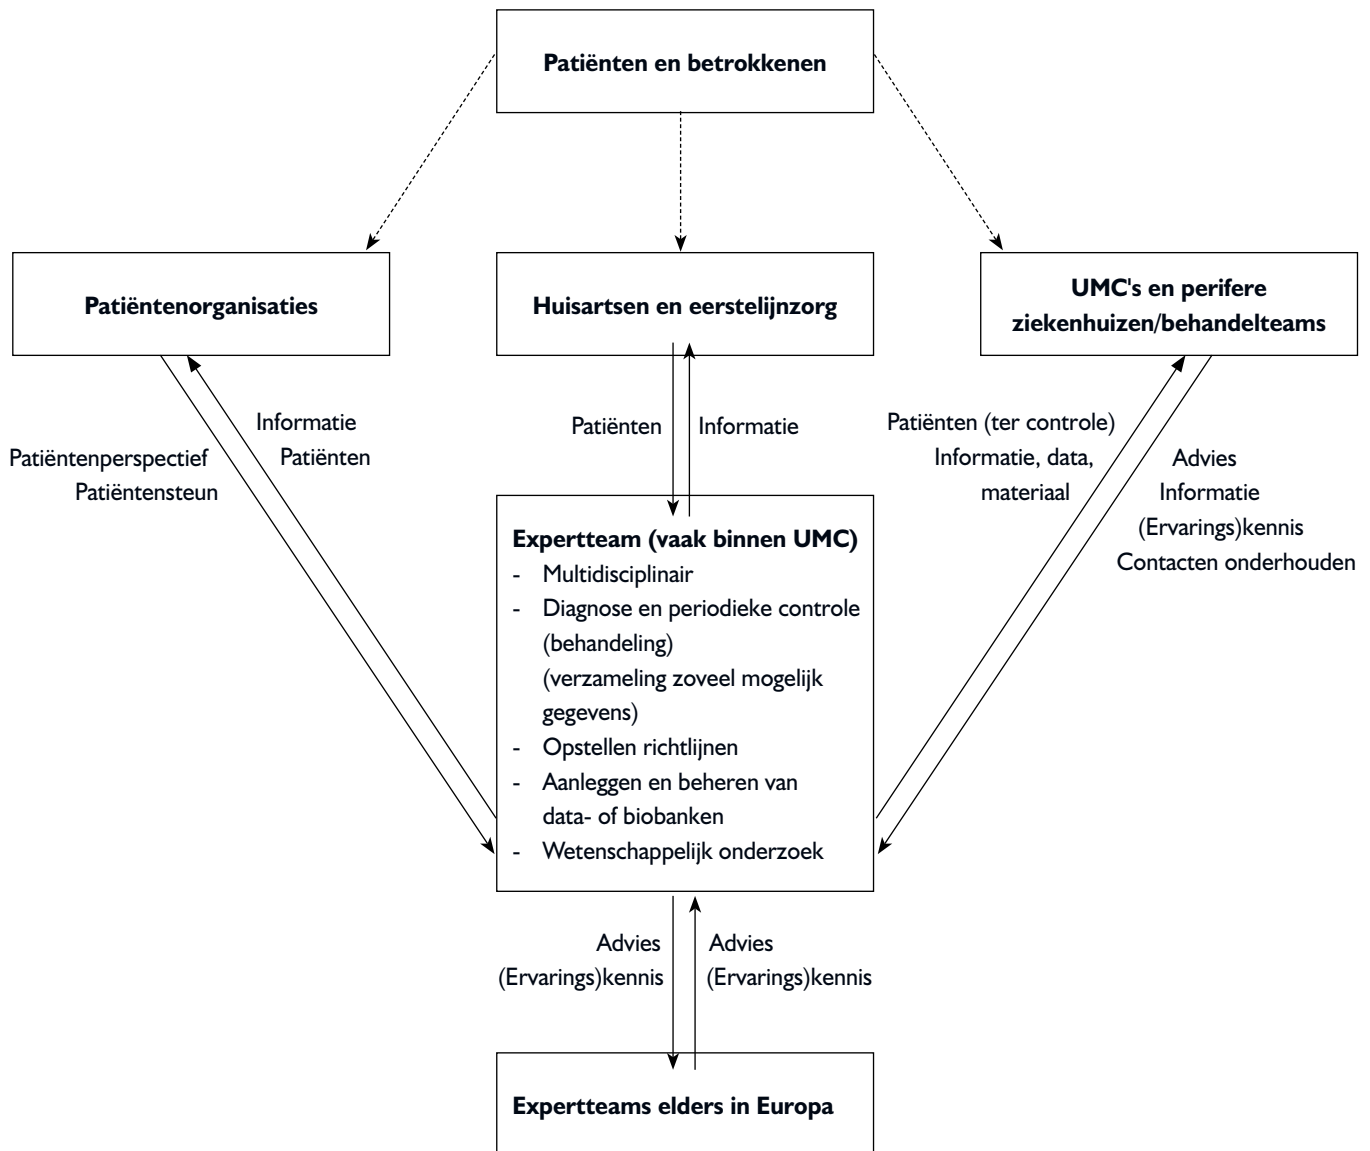 Patiënten en betrokkenen
Patiëntenorganisaties
Huisartsen en eerstelijnzorg
UMC's en perifere
ziekenhuizen/behandelteams
Patiëntenperspectief
Patiëntensteun
Informatie
Patiënten
Patiënten
Informatie
Patiënten (ter controle)
Informatie, data,
materiaal
Advies
Informatie
(Ervarings)kennis
Contacten onderhouden
Expertteam (vaak binnen UMC)
- Multidisciplinair
- Diagnose en periodieke controle
(behandeling)
(verzameling zoveel mogelijk
gegevens)
- Opstellen richtlijnen
- Aanleggen en beheren van
data- of biobanken
- Wetenschappelijk onderzoek
Advies
(Ervarings)kennis
Advies
(Ervarings)kennis
Expertteams elders in Europa